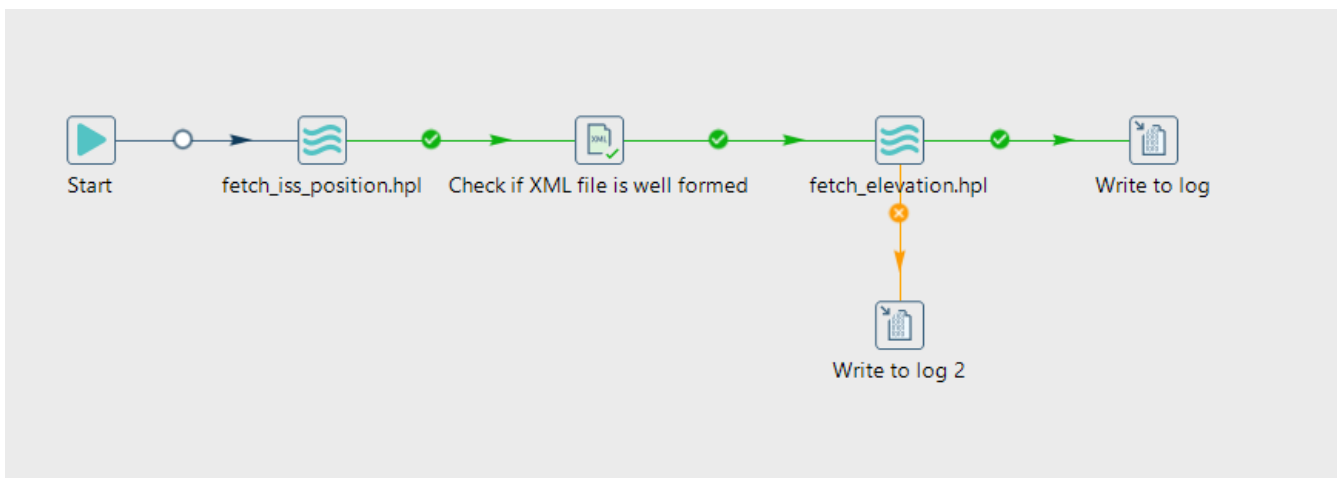 Start
fetch_iss_position.hpl
Check if XML file is well formed
XML
fetch_elevation.hpl
Write to log
Write to log 2